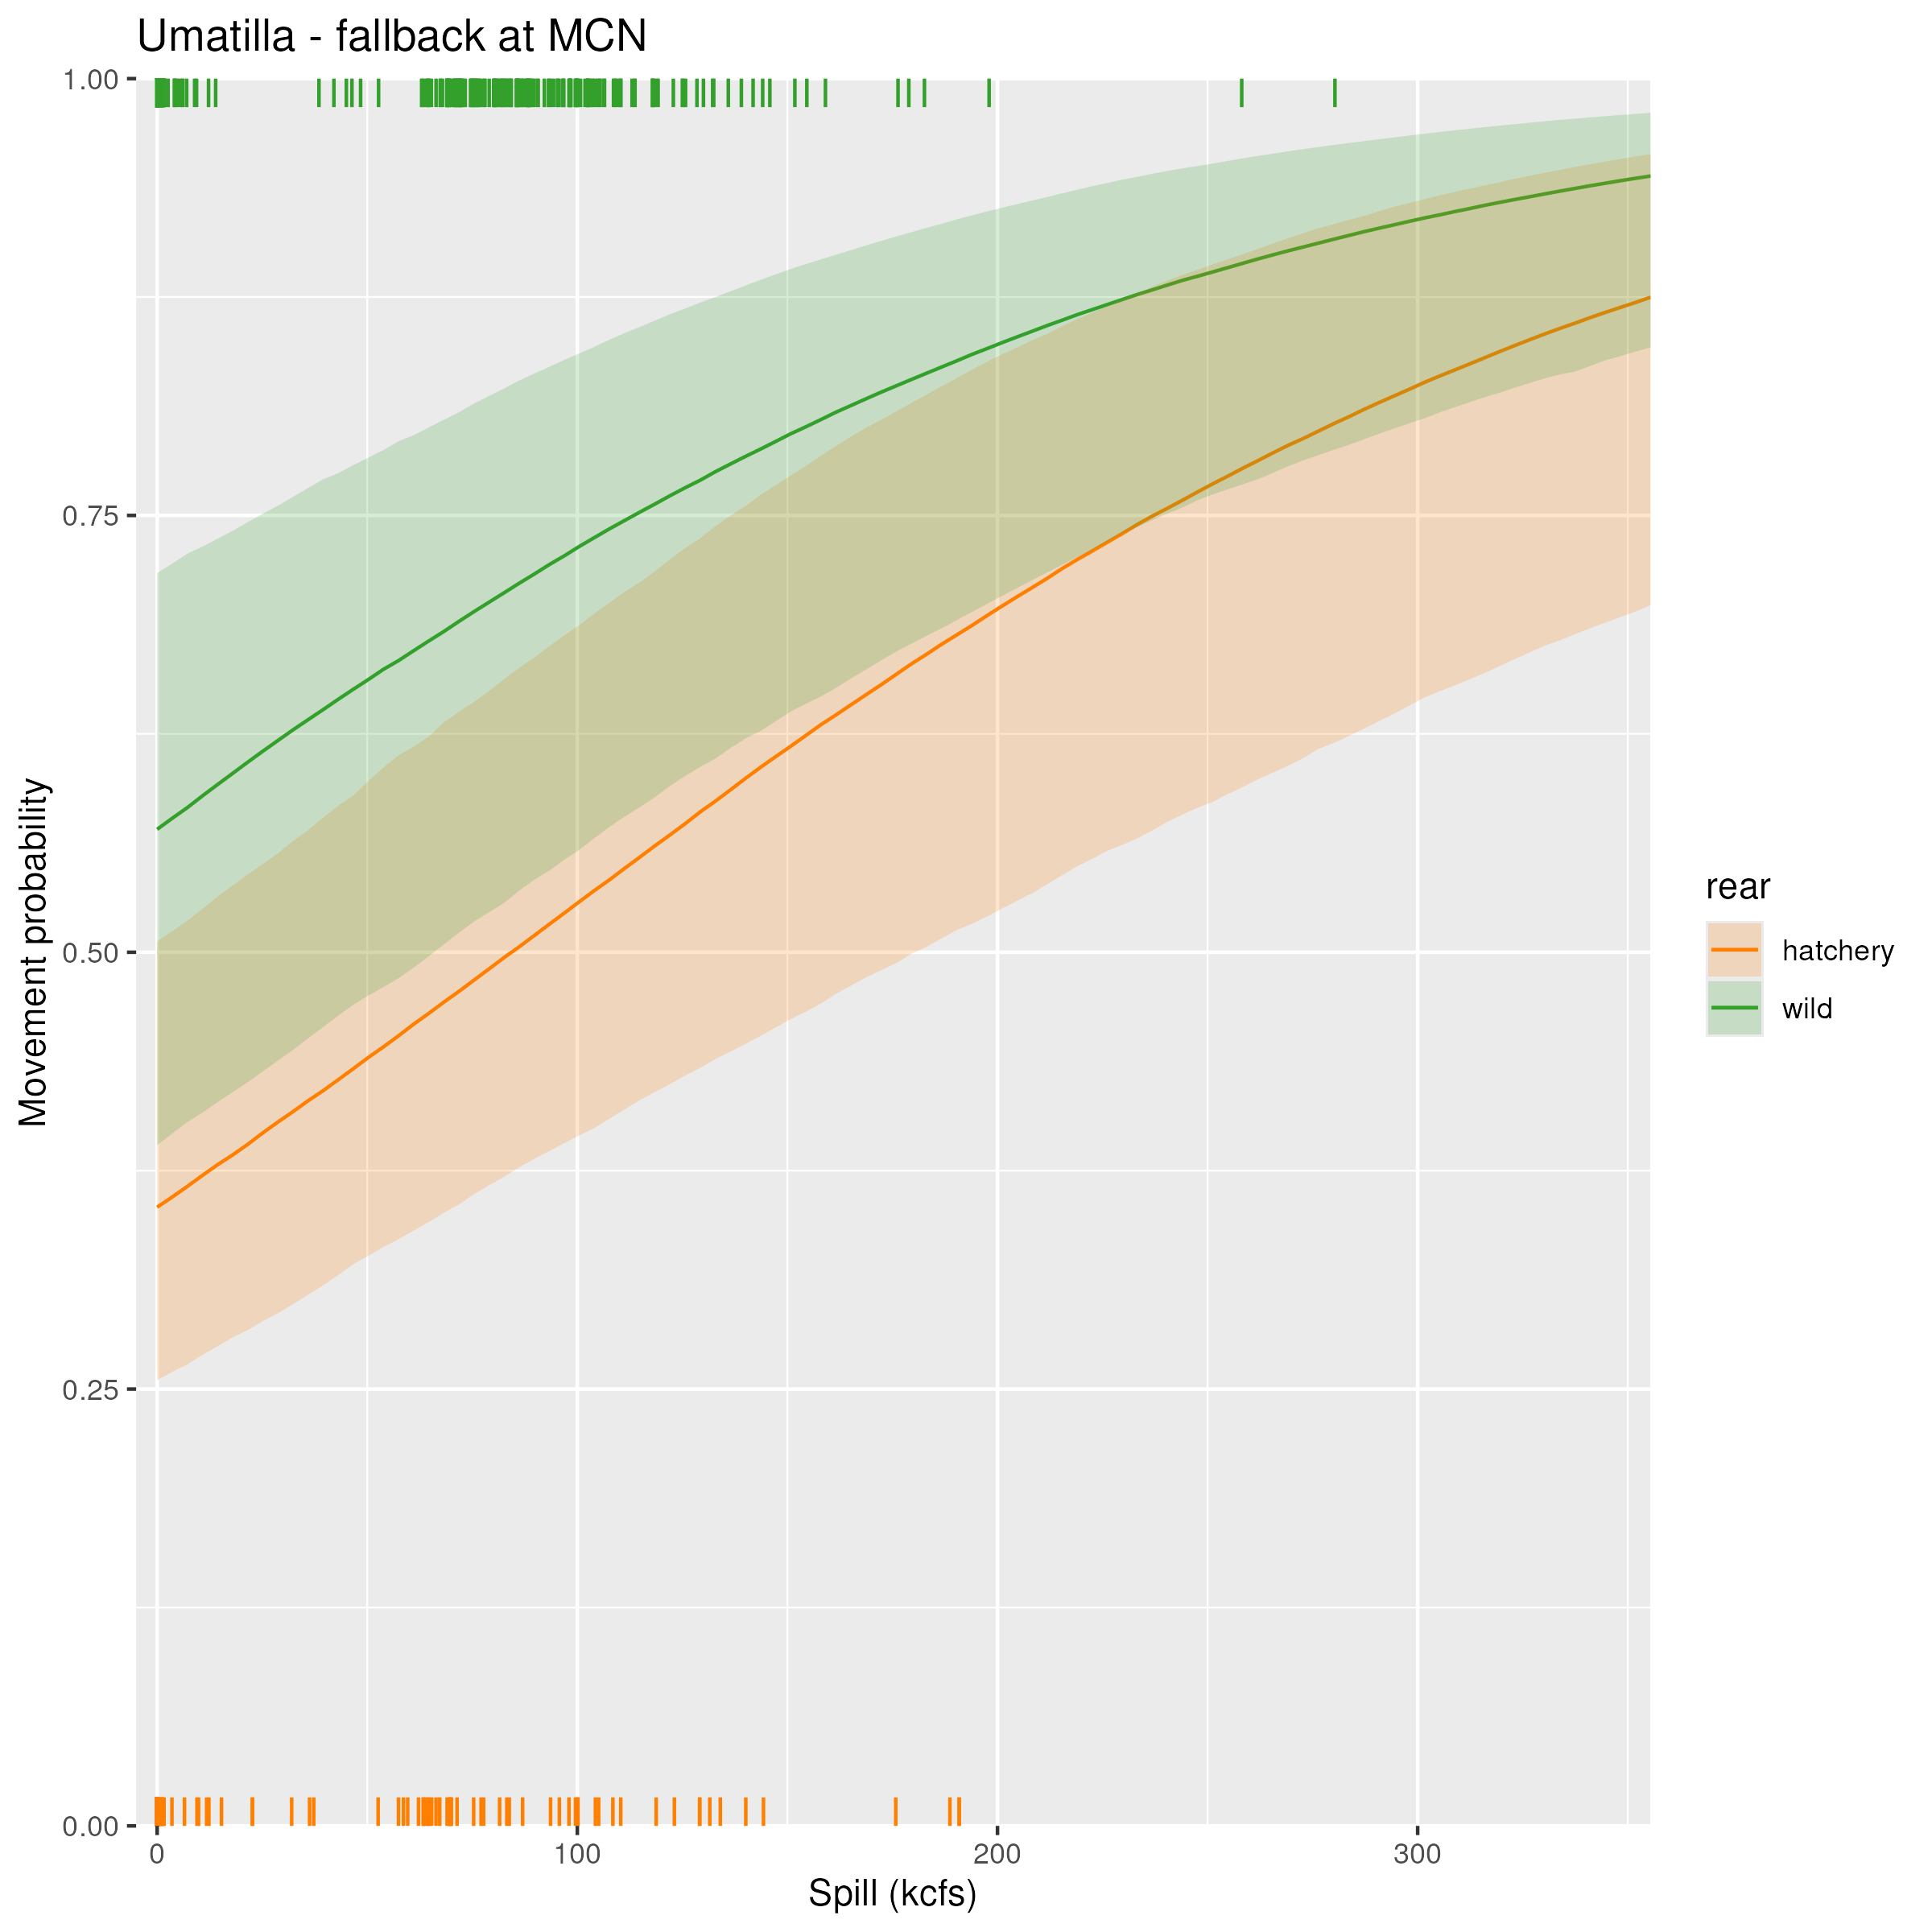 Umatilla - fallback at MCN
1.00
0.75
0.50
0.25
0.00
Movement probability
0
100
200
300
Spill (kcfs)
rear
hatchery
wild